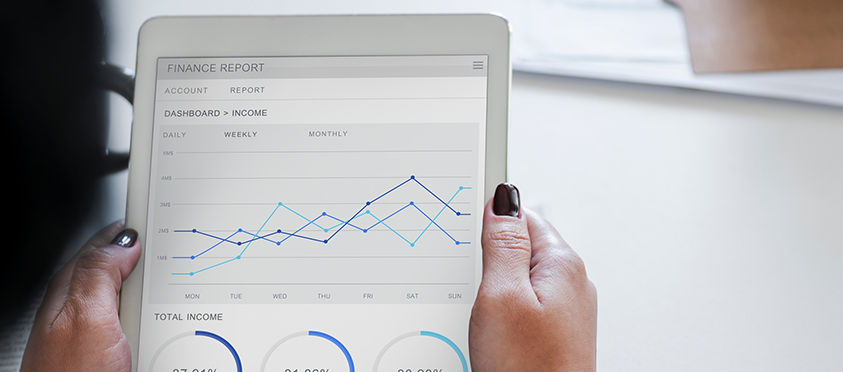 FINANCE REPORT
ACCOUNT REPORT
DASHBOARD > INCOME
DAILY WEEKLY MONTHLY
4M$
3M$
2M$
1M$
MON TUE WED THU FRI SAT SUN
TOTAL INCOME